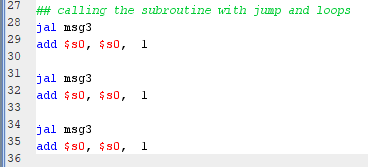 27
28 ## calling the subroutine with jump and loops
29 jal msg3
30 add $s0, $s0, 1
31
32 jal msg3
33 add $s0, $s0, 1
34
35 jal msg3
36 add $s0, $s0, 1